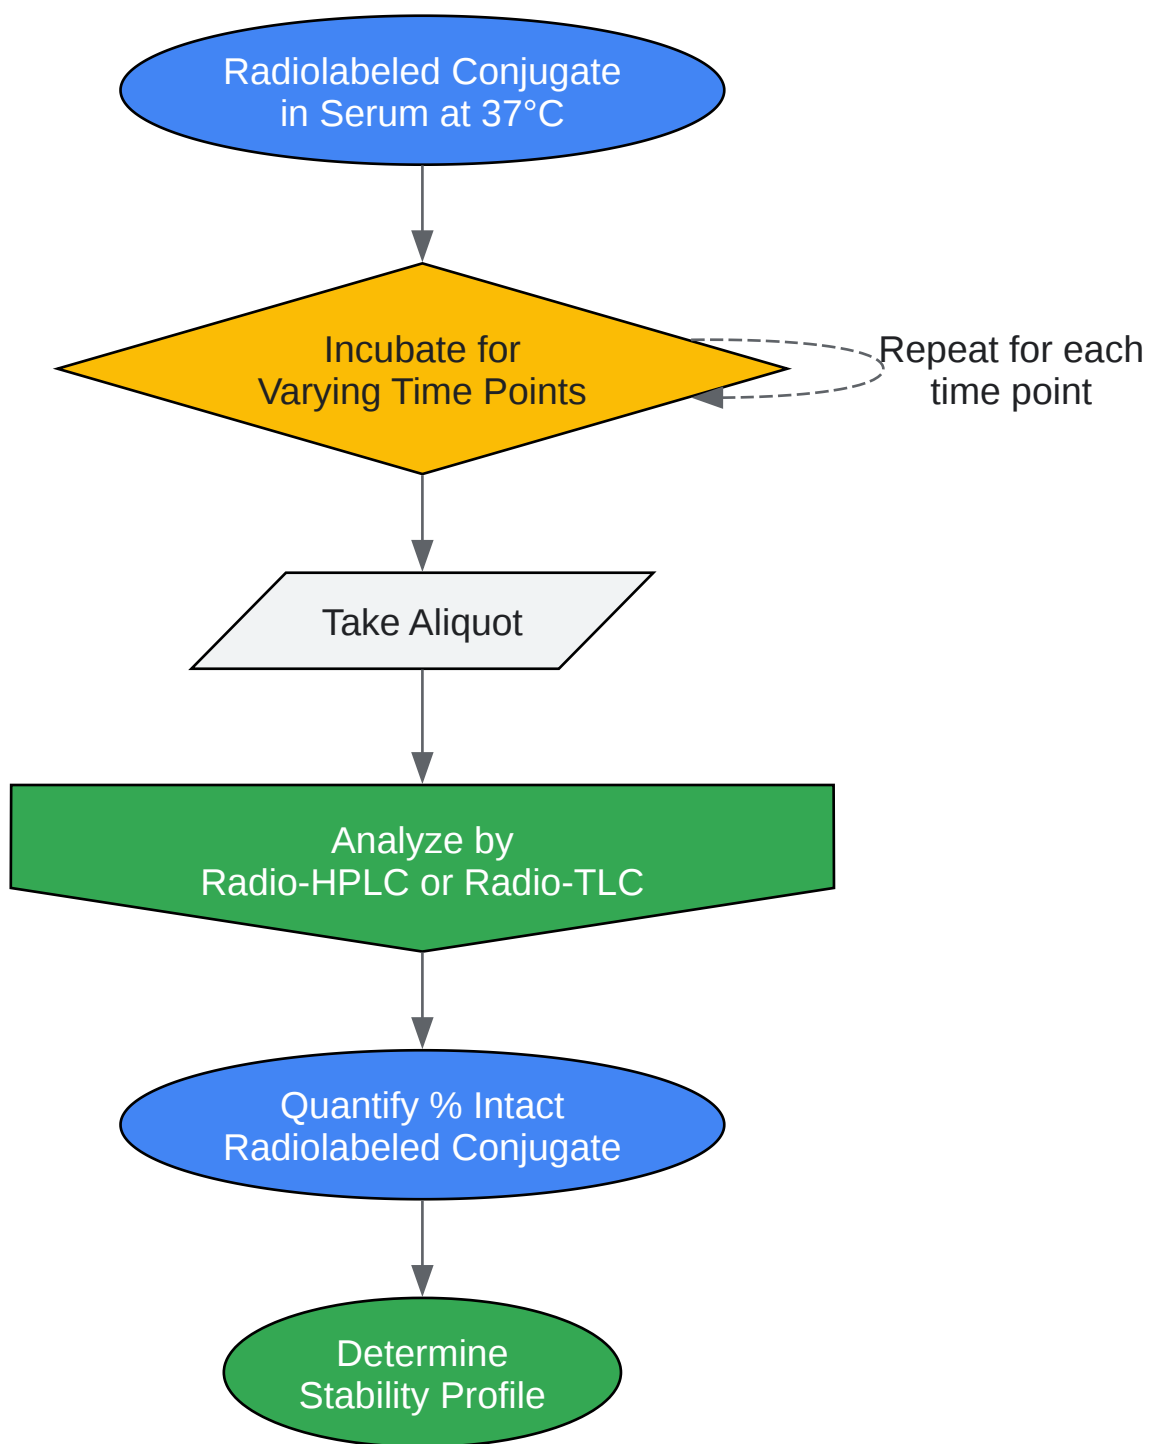 Radiolabeled Conjugate
in Serum at 37°C
Incubate for
Varying Time Points
Repeat for each
time point
Take Aliquot
Analyze by
Radio-HPLC or Radio-TLC
Quantify % Intact
Radiolabeled Conjugate
Determine
Stability Profile